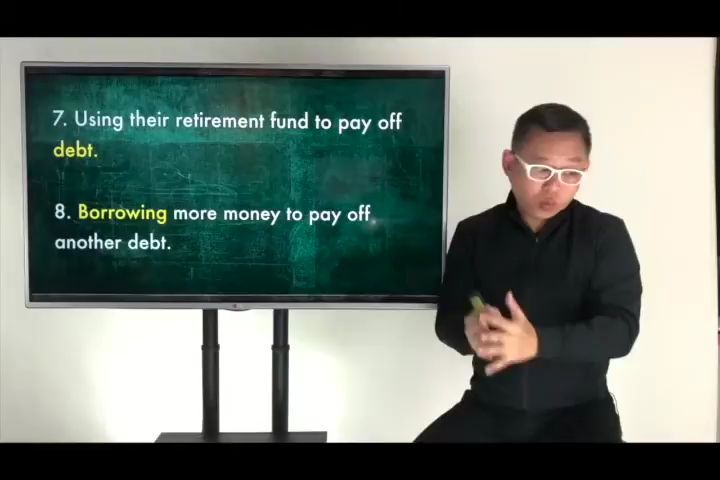 7. Using their retirement fund to pay off
debt.
8. Borrowing more money to pay off
another debt.